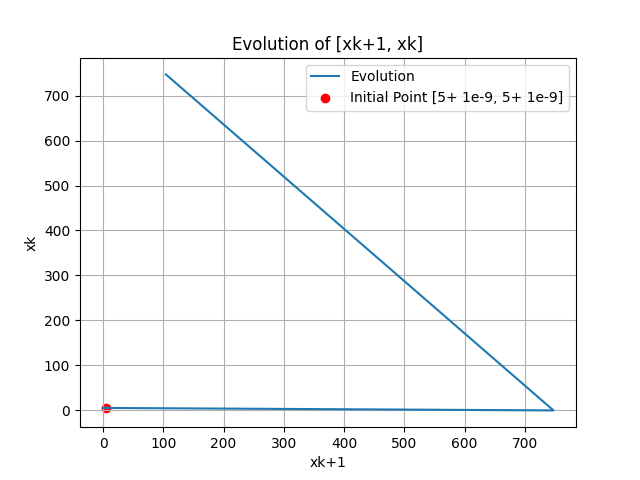 Evolution of [xk+1, xk]
Evolution
Initial Point [5+ 1e-9, 5+ 1e-9]
700
600
500
400
300
200
100
0
xk
0 100 200 300 400 500 600 700
xk+1